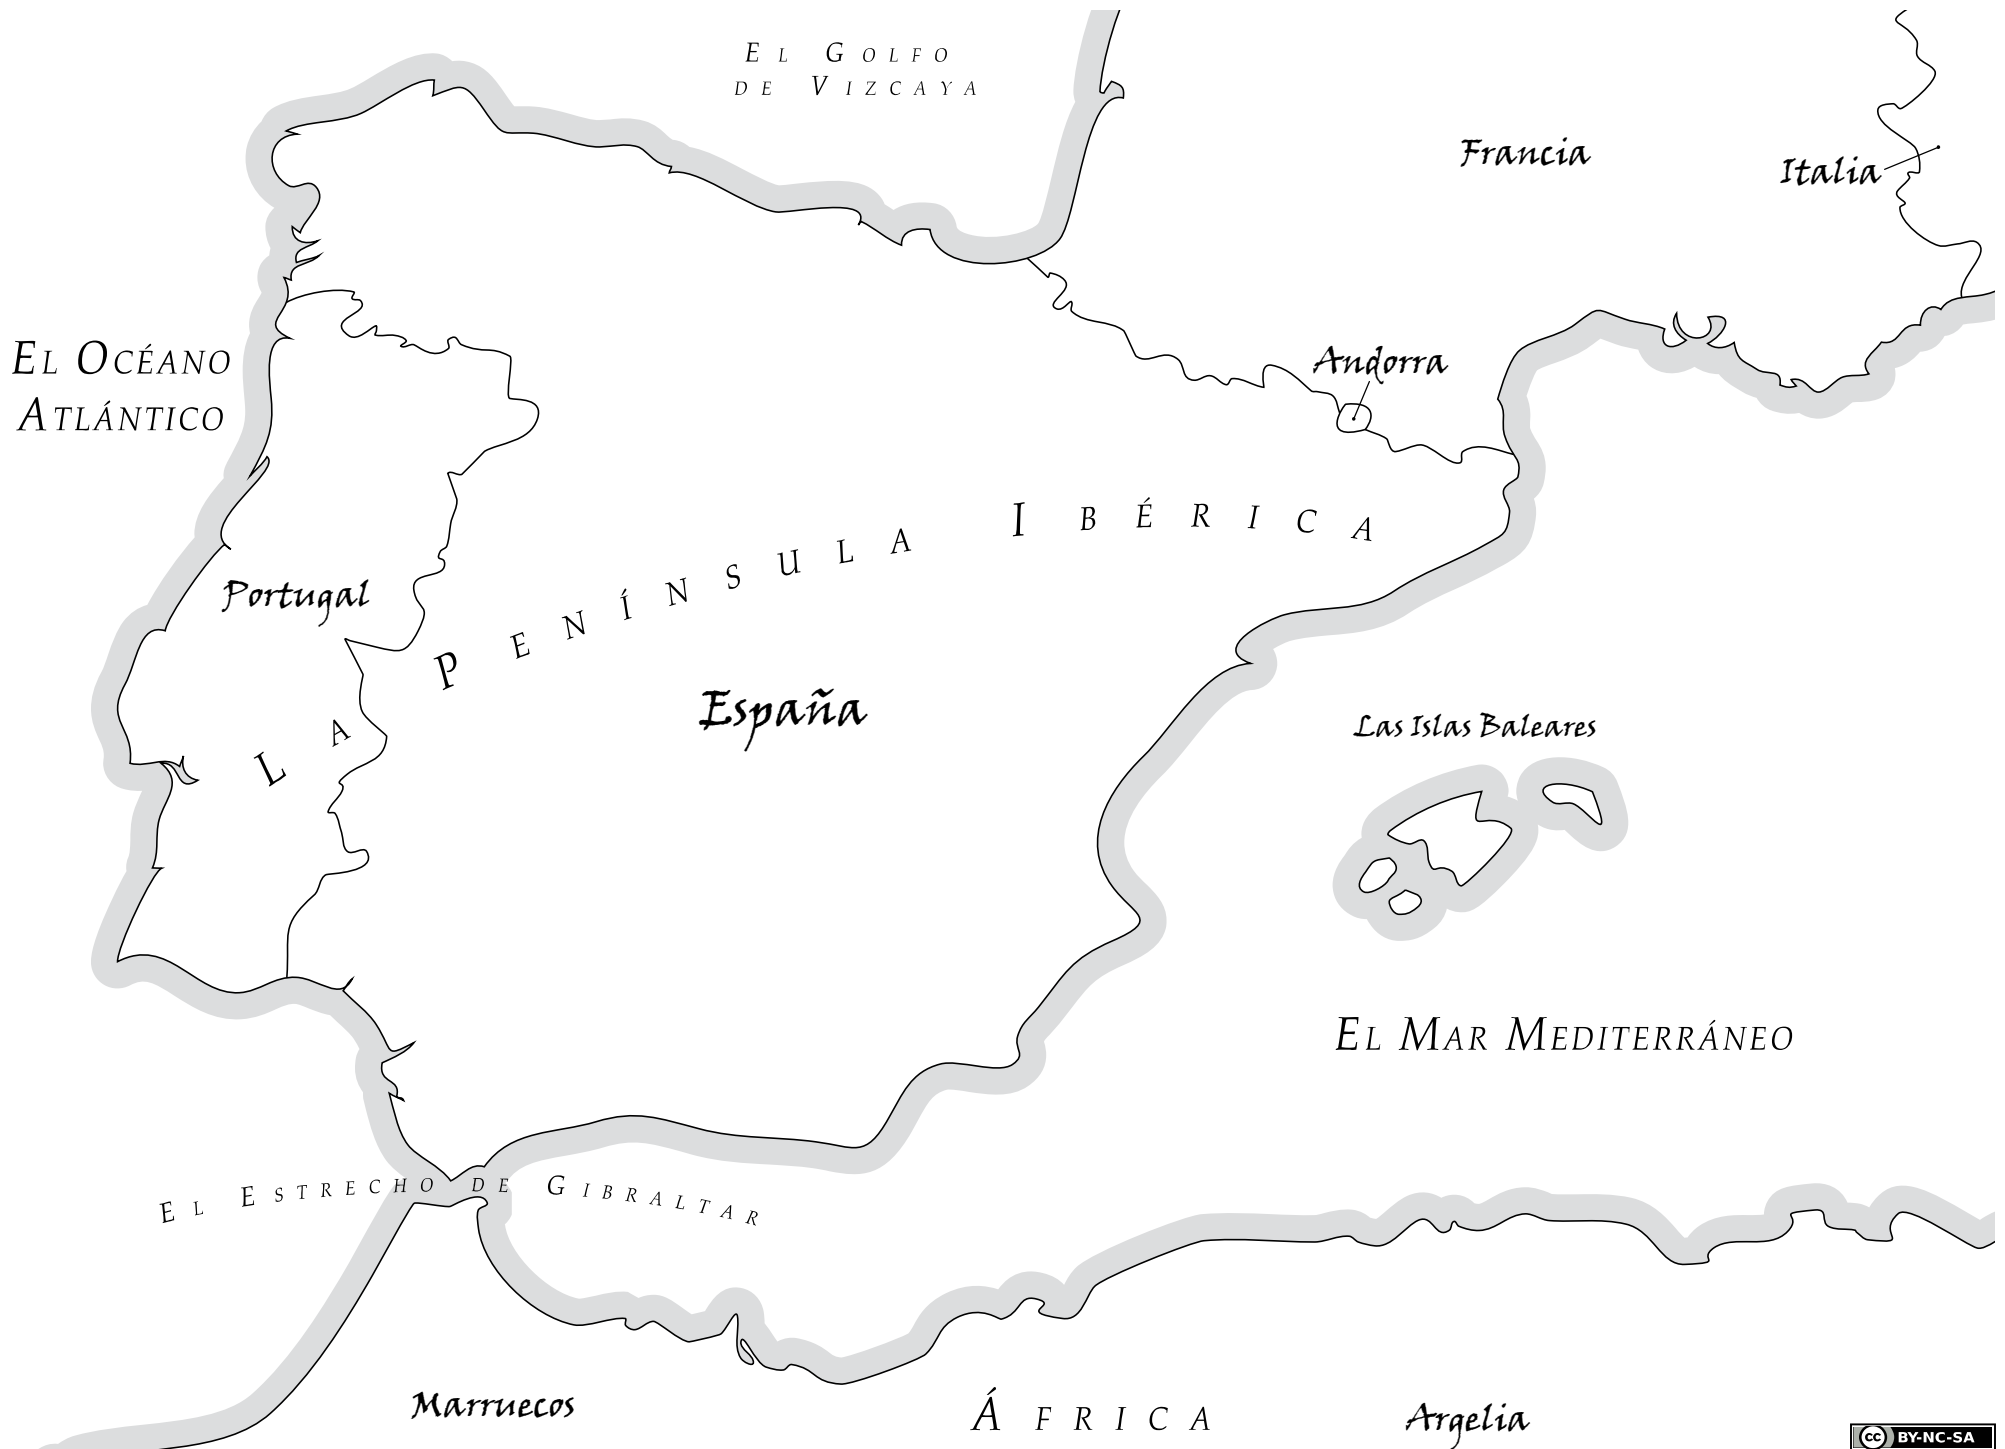 El Golfo
de Vizcaya
Francia
Italia
El Océano
Atlántico
Andorra
La Península Ibérica
Portugal
España
Las Islas Baleares
El Mar Mediterráneo
El Estrecho de Gibraltar
Marruecos
África
Argelia
cc BY-NC-SA